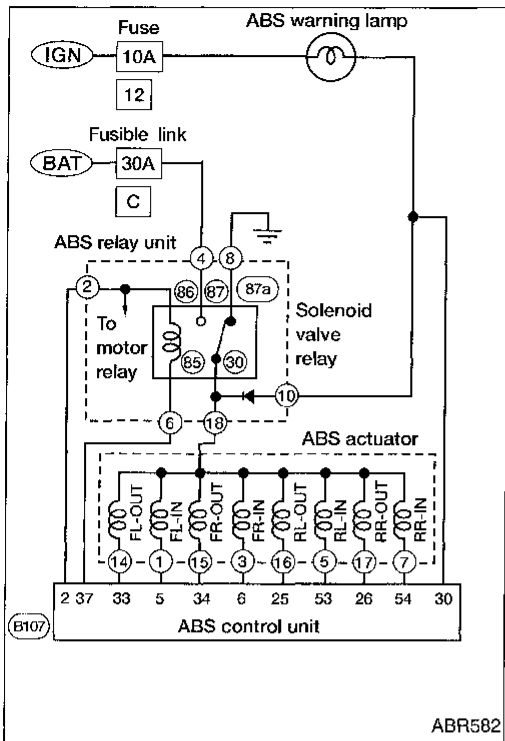 Fuse
ABS warning lamp
IGN
10A
12
Fusible link
BAT
30A
C
ABS relay unit
4
8
2
86
87
87a
To motor relay
Solenoid valve relay
85
30
10
6
18
ABS actuator
FL-OUT
FL-IN
FR-OUT
FR-IN
RL-OUT
RL-IN
RR-OUT
RR-IN
14
1
15
3
16
5
17
7
2 37 33 5 34 6 25 53 26 54 30
B107
ABS control unit
ABR582